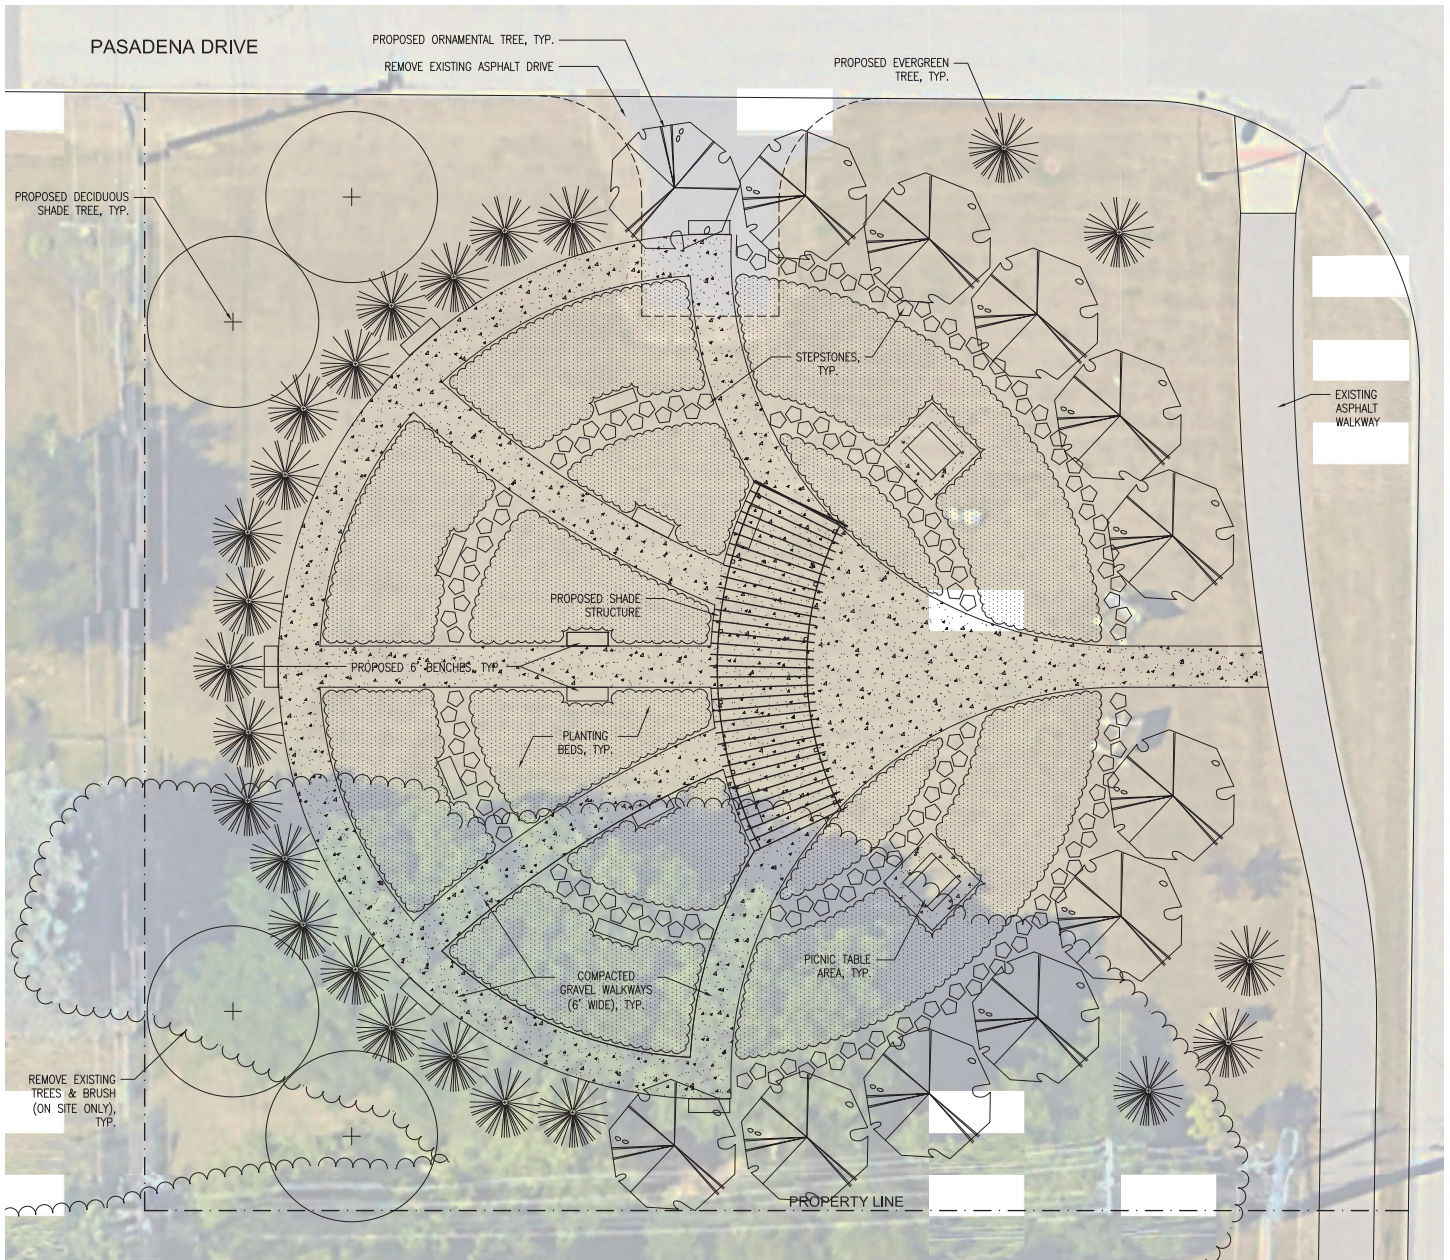 PASADENA DRIVE
PROPOSED ORNAMENTAL TREE, TYP.
REMOVE EXISTING ASPHALT DRIVE
PROPOSED EVERGREEN
TREE, TYP.
PROPOSED DECIDUOUS
SHADE TREE, TYP.
STEPSTONES,
TYP.
EXISTING
ASPHALT
WALKWAY
PROPOSED SHADE
STRUCTURE
PROPOSED 6' BENCHES, TYP.
PLANTING
BEDS, TYP.
PICNIC TABLE
AREA, TYP.
COMPACTED
GRAVEL WALKWAYS
(6' WIDE), TYP.
REMOVE EXISTING
TREES & BRUSH
(ON SITE ONLY),
TYP.
PROPERTY LINE